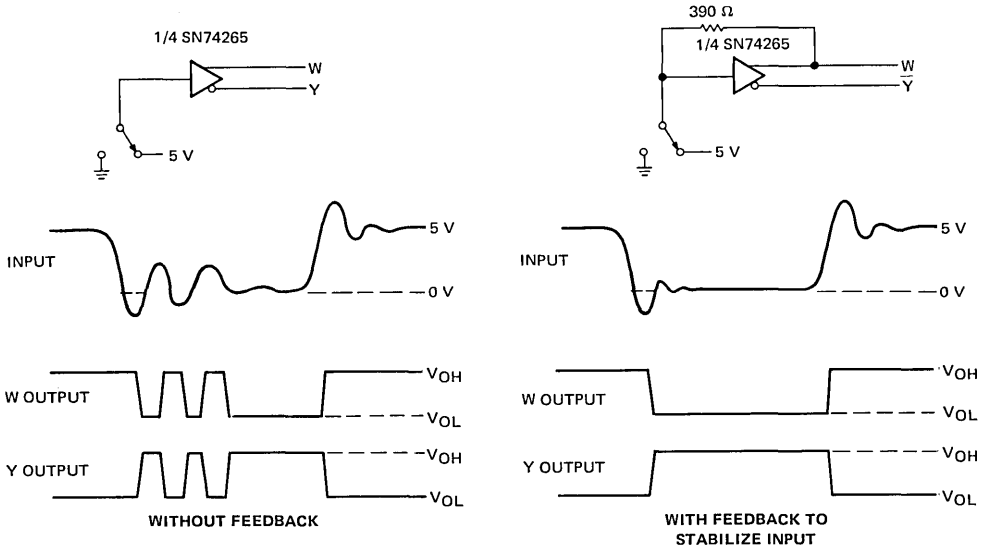 1/4 SN74265
W
Y
5 V
INPUT
5 V
0 V
W OUTPUT
VOH
VOL
Y OUTPUT
VOH
VOL
WITHOUT FEEDBACK
390 Ω
1/4 SN74265
W
Y̅
5 V
INPUT
5 V
0 V
W OUTPUT
VOH
VOL
Y OUTPUT
VOH
VOL
WITH FEEDBACK TO
STABILIZE INPUT